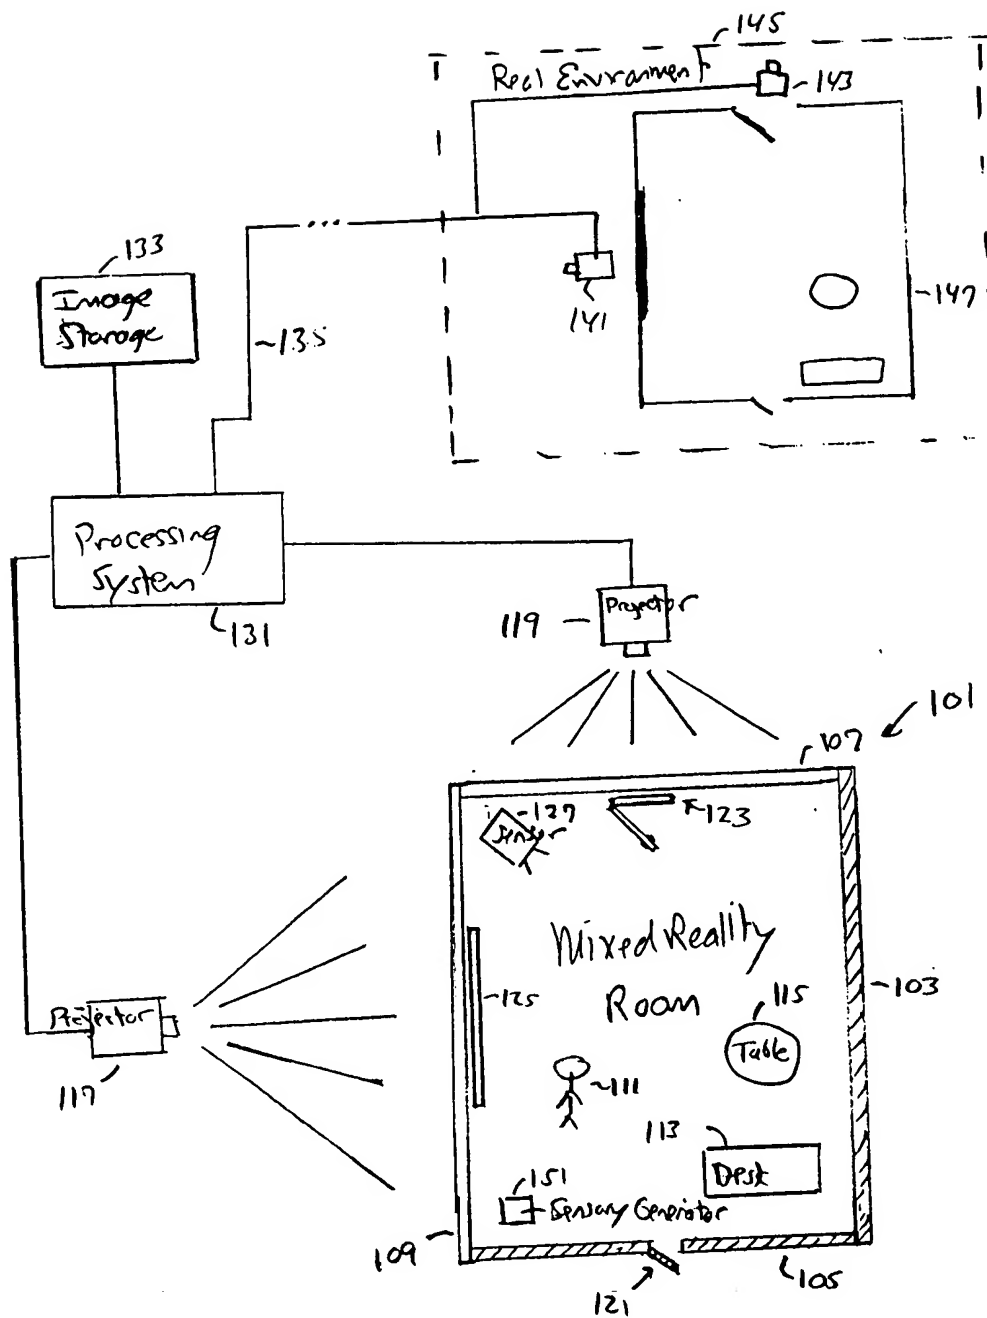 145
Real Environment
143
133
Image
Storage
135
141
147
Processing
System
131
Projector
119
101
107
127
Sensor
123
Mixed Reality
Room
125
103
115
Table
111
Projector
117
113
Desk
151
Sensory Generator
109
105
121